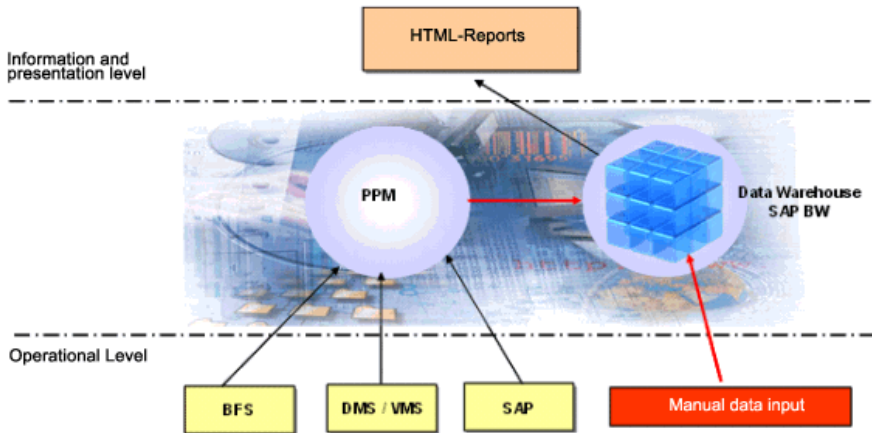 HTML-Reports
Information and
presentation level
PPM
Data Warehouse
SAP BW
Operational Level
BFS
DMS / VMS
SAP
Manual data input